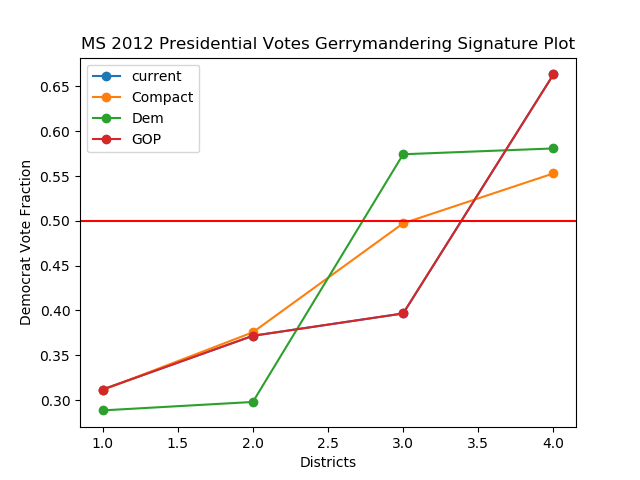 MS 2012 Presidential Votes Gerrymandering Signature Plot
current
Compact
Dem
GOP
Democrat Vote Fraction
0.65
0.60
0.55
0.50
0.45
0.40
0.35
0.30
1.0 1.5 2.0 2.5 3.0 3.5 4.0
Districts